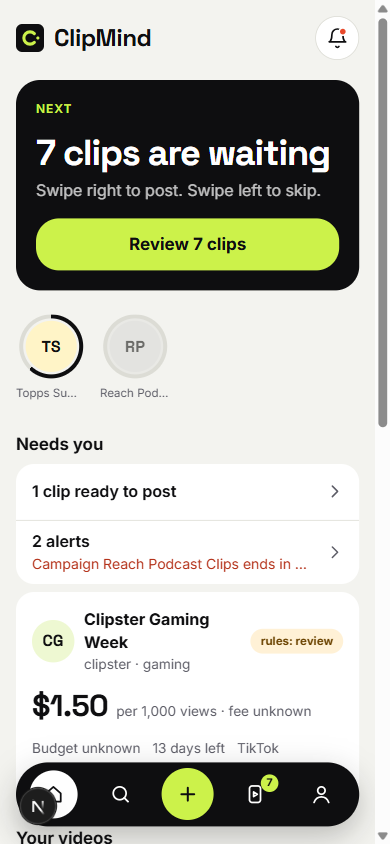 ClipMind
NEXT
7 clips are waiting
Swipe right to post. Swipe left to skip.
Review 7 clips
TS
RP
Topps Su...
Reach Pod...
Needs you
1 clip ready to post
2 alerts
Campaign Reach Podcast Clips ends in ...
CG
Clipster Gaming
Week
rules: review
clipster · gaming
$1.50 per 1,000 views · fee unknown
Budget unknown 13 days left TikTok
7
N
Your videos